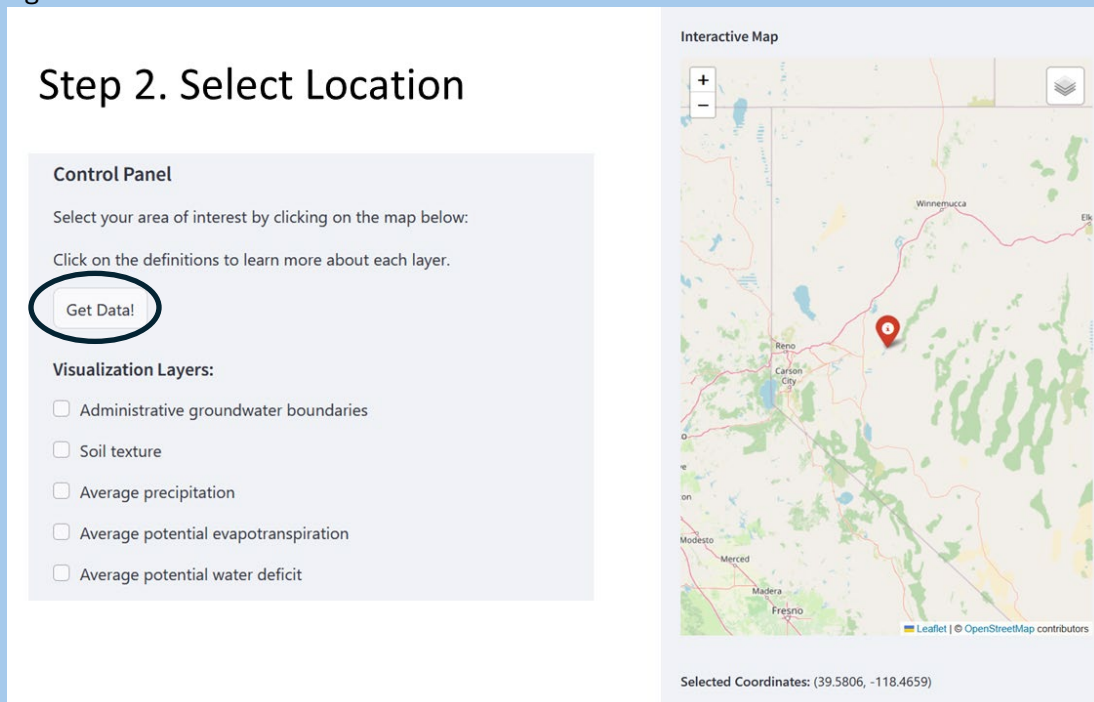 Step 2. Select Location
Control Panel
Select your area of interest by clicking on the map below:
Click on the definitions to learn more about each layer.
Get Data!
Visualization Layers:
Administrative groundwater boundaries
Soil texture
Average precipitation
Average potential evapotranspiration
Average potential water deficit
Interactive Map
+
−
Winnemucca
Elk
Reno
Carson
City
Modesto
Merced
Madera
Fresno
Leaflet | © OpenStreetMap contributors
Selected Coordinates: (39.5806, -118.4659)